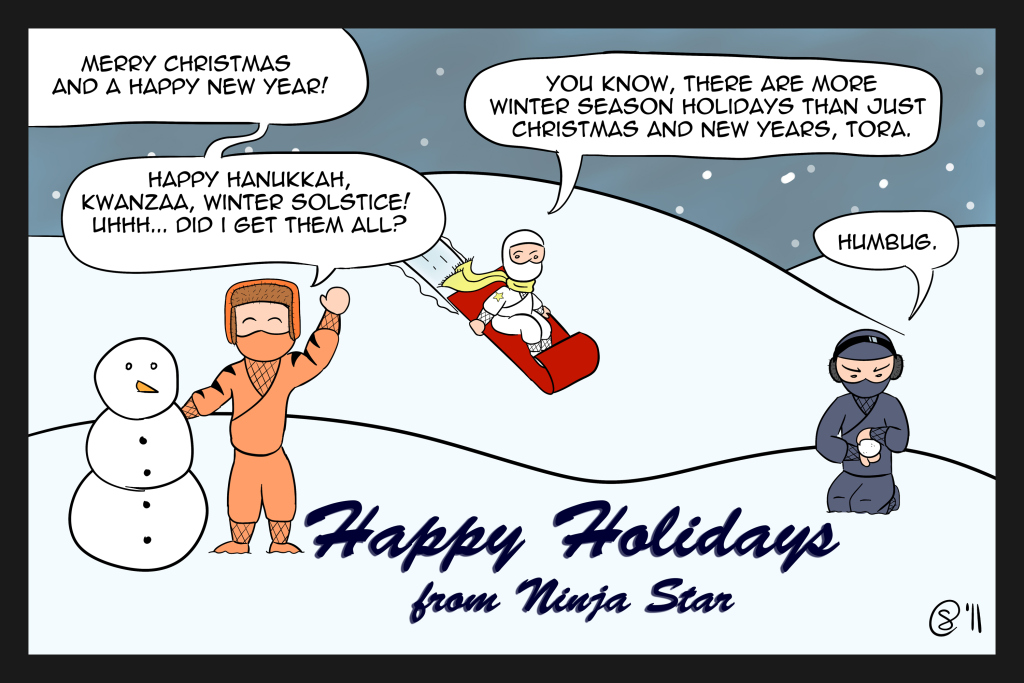 MERRY CHRISTMAS
AND A HAPPY NEW YEAR!
YOU KNOW, THERE ARE MORE
WINTER SEASON HOLIDAYS THAN JUST
CHRISTMAS AND NEW YEARS, TORA.
HAPPY HANUKKAH,
KWANZAA, WINTER SOLSTICE!
UHHH... DID I GET THEM ALL?
HUMBUG.
Happy Holidays
from Ninja Star
S '11